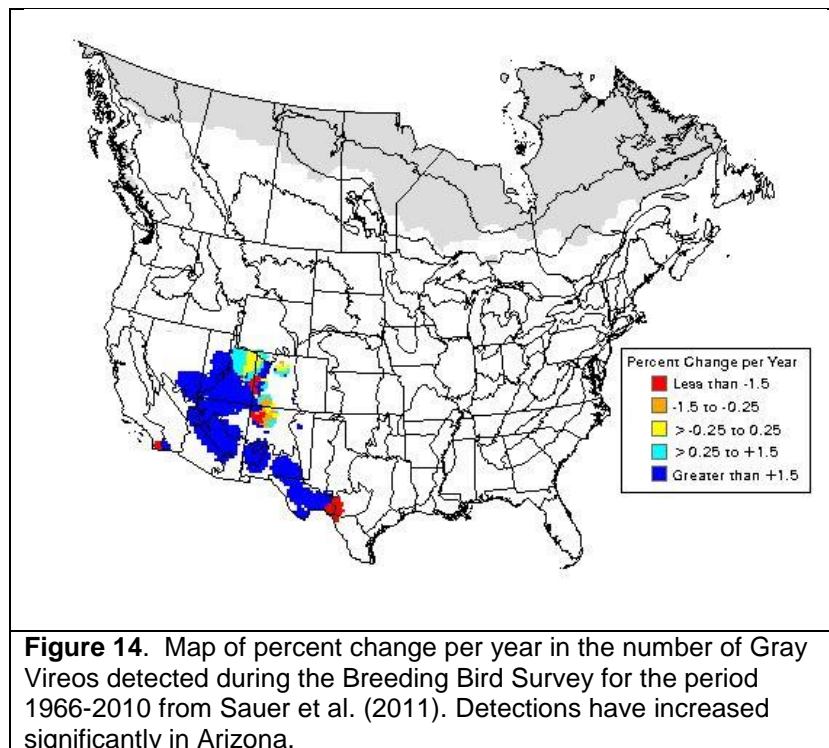 Percent Change per Year
Less than -1.5
-1.5 to -0.25
> -0.25 to 0.25
> 0.25 to +1.5
Greater than +1.5
Figure 14. Map of percent change per year in the number of Gray
Vireos detected during the Breeding Bird Survey for the period
1966-2010 from Sauer et al. (2011). Detections have increased
significantly in Arizona.